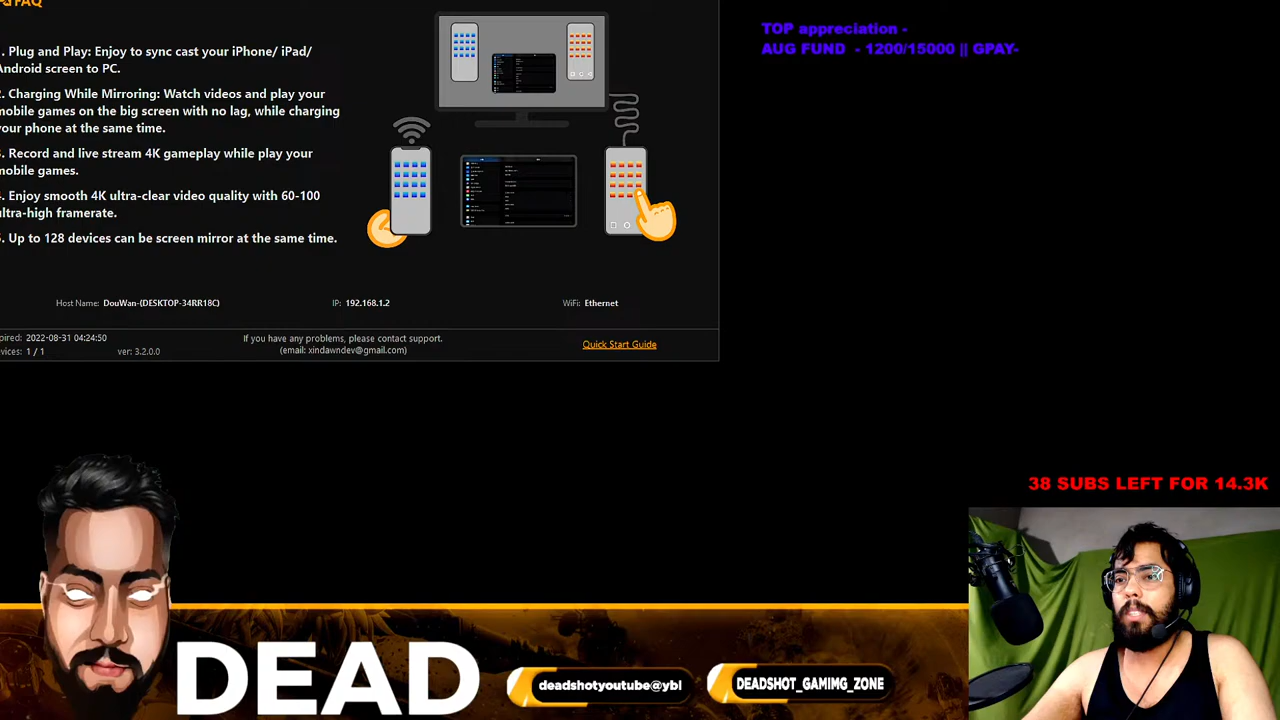 FAQ
. Plug and Play: Enjoy to sync cast your iPhone/ iPad/
Android screen to PC.
. Charging While Mirroring: Watch videos and play your
mobile games on the big screen with no lag, while charging
your phone at the same time.
. Record and live stream 4K gameplay while play your
mobile games.
. Enjoy smooth 4K ultra-clear video quality with 60-100
ultra-high framerate.
. Up to 128 devices can be screen mirror at the same time.
Host Name: DouWan-(DESKTOP-34RR18C)
IP: 192.168.1.2
WiFi: Ethernet
pired: 2022-08-31 04:24:50
vices: 1 / 1
ver: 3.2.0.0
If you have any problems, please contact support.
(email: xindawndev@gmail.com)
Quick Start Guide
TOP appreciation -
AUG FUND - 1200/15000 || GPAY-
38 SUBS LEFT FOR 14.3K
DEAD
deadshotyoutube@ybl
DEADSHOT_GAMIMG_ZONE